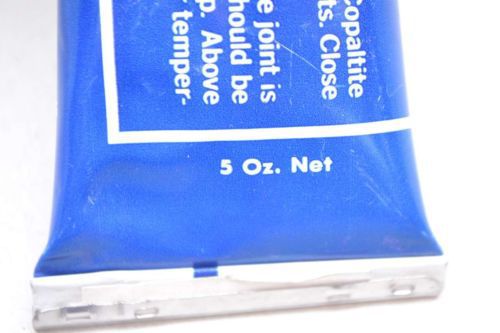 Copaltite
ts. Close
e joint is
hould be
p. Above
temper-
5 Oz. Net